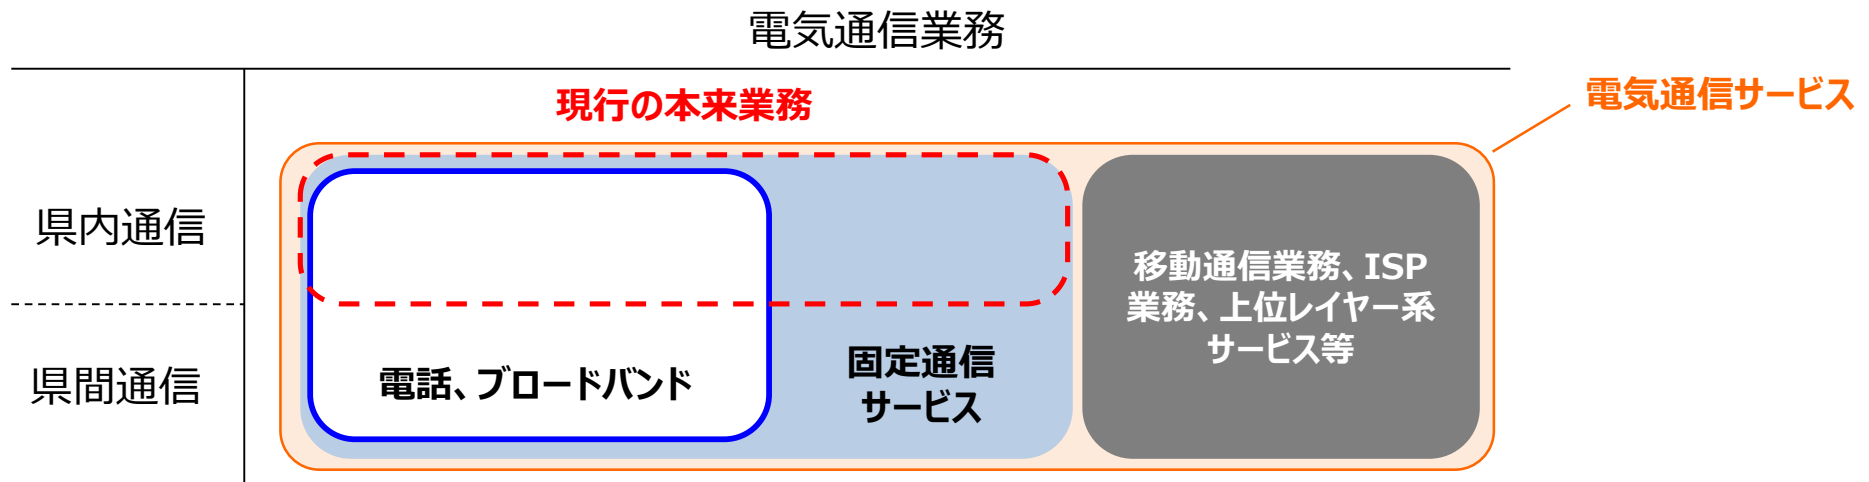 電気通信業務
電気通信サービス
現行の本来業務
県内通信
移動通信業務、ISP
業務、上位レイヤー系
サービス等
県間通信
電話、ブロードバンド
固定通信
サービス